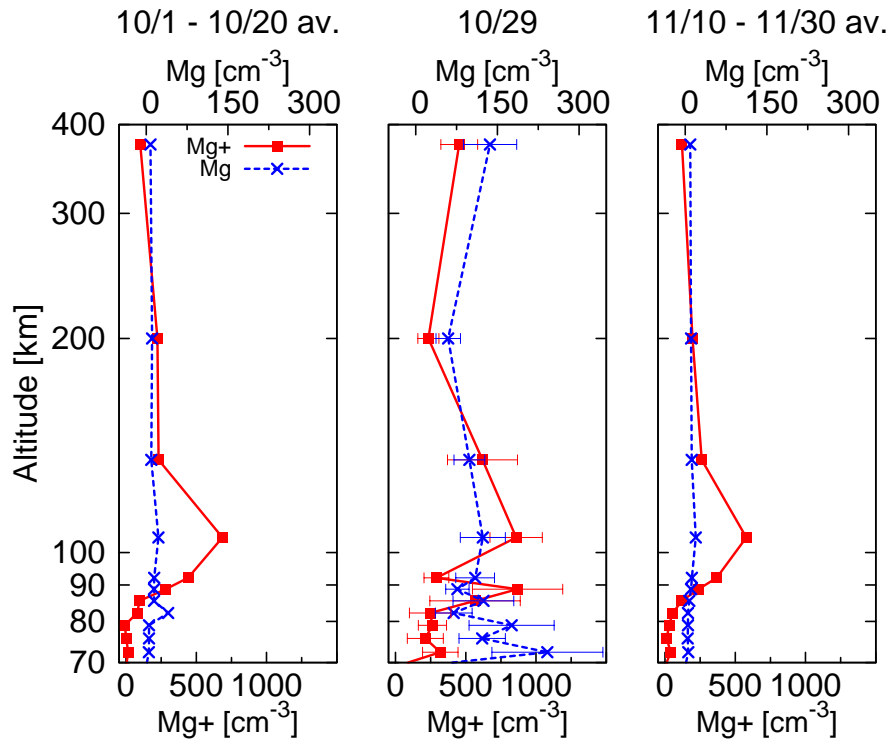 10/1 - 10/20 av. 10/29 11/10 - 11/30 av.
Mg [cm-3] Mg [cm-3] Mg [cm-3]
0 150 300 0 150 300 0 150 300
400
Mg+
Mg
300
200
100
90
80
70
Altitude [km]
0 500 1000 0 500 1000 0 500 1000
Mg+ [cm-3] Mg+ [cm-3] Mg+ [cm-3]